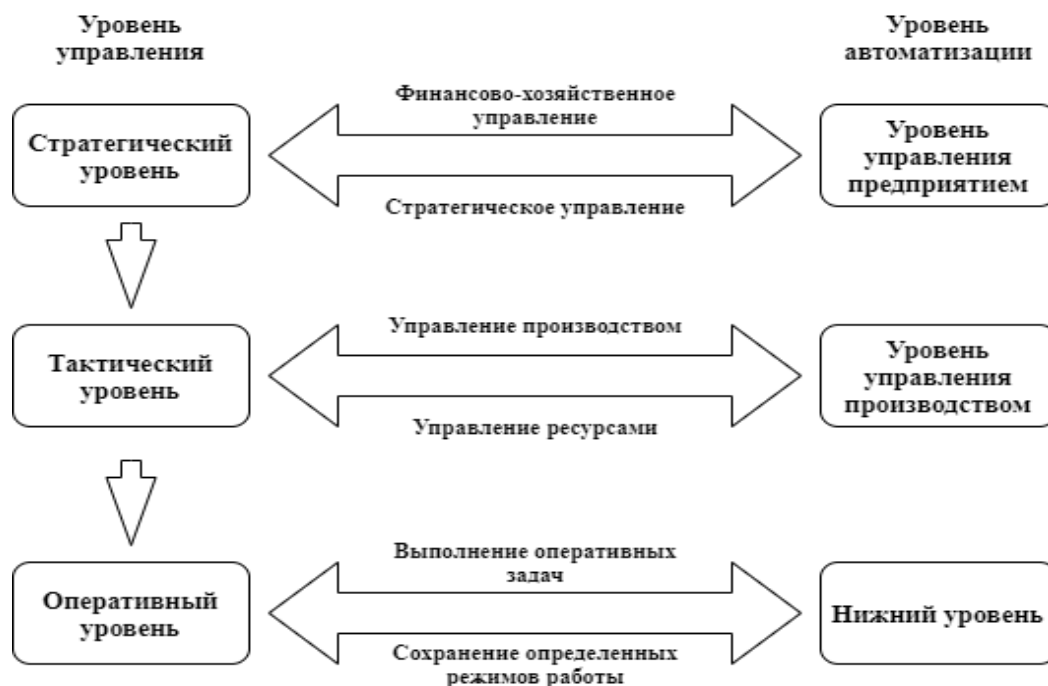 Уровень
управления
Уровень
автоматизации
Финансово-хозяйственное
управление
Стратегический
уровень
Уровень
управления
предприятием
Стратегическое управление
Управление производством
Тактический
уровень
Уровень
управления
производством
Управление ресурсами
Выполнение оперативных
задач
Оперативный
уровень
Нижний уровень
Сохранение определенных
режимов работы